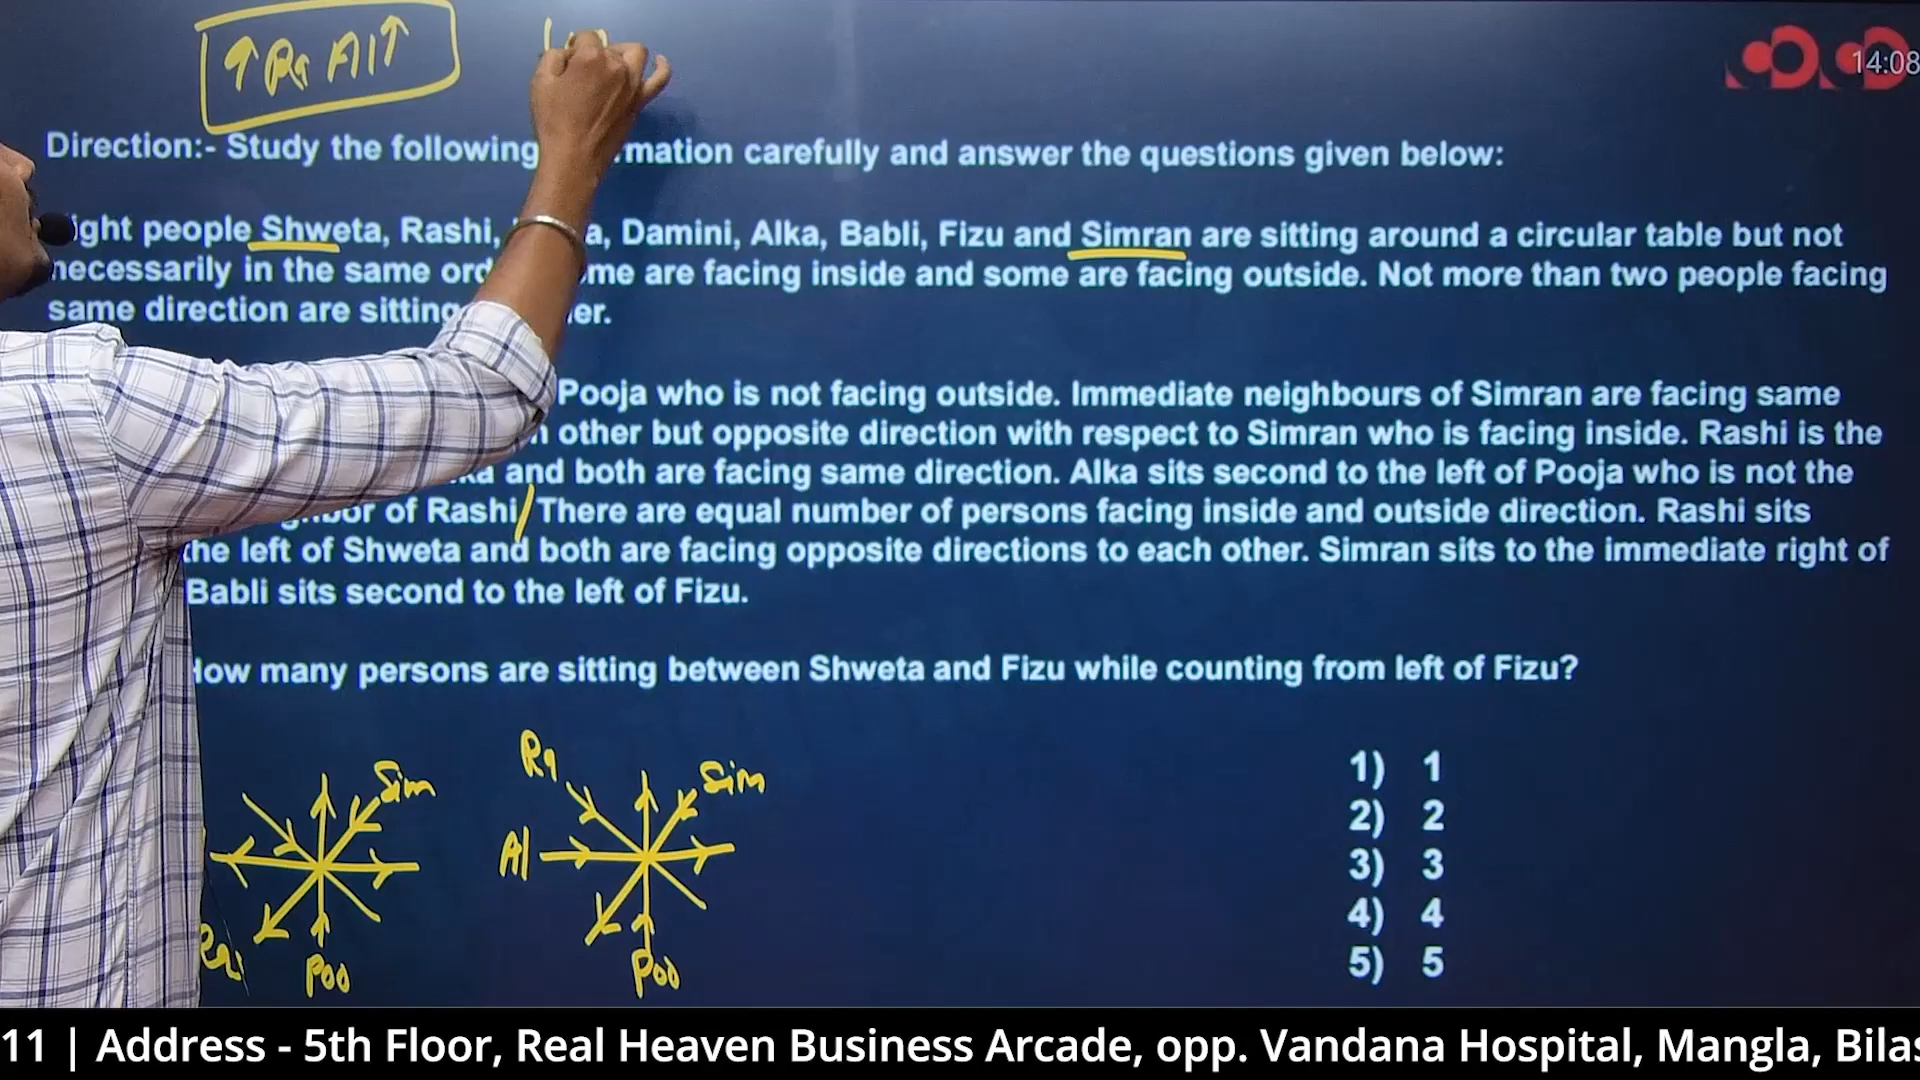 ↑ Ra Al↑
14:08
Direction:- Study the following mation carefully and answer the questions given below:
ight people Shweta, Rashi, a, Damini, Alka, Babli, Fizu and Simran are sitting around a circular table but not
necessarily in the same ord me are facing inside and some are facing outside. Not more than two people facing
same direction are sitting er.
Pooja who is not facing outside. Immediate neighbours of Simran are facing same
other but opposite direction with respect to Simran who is facing inside. Rashi is the
and both are facing same direction. Alka sits second to the left of Pooja who is not the
of Rashi. There are equal number of persons facing inside and outside direction. Rashi sits
the left of Shweta and both are facing opposite directions to each other. Simran sits to the immediate right of
Babli sits second to the left of Fizu.
How many persons are sitting between Shweta and Fizu while counting from left of Fizu?
Ra
Sim
Sim
Al
1) 1
2) 2
3) 3
4) 4
5) 5
Ra
Poo
Poo
11 | Address - 5th Floor, Real Heaven Business Arcade, opp. Vandana Hospital, Mangla, Bilas